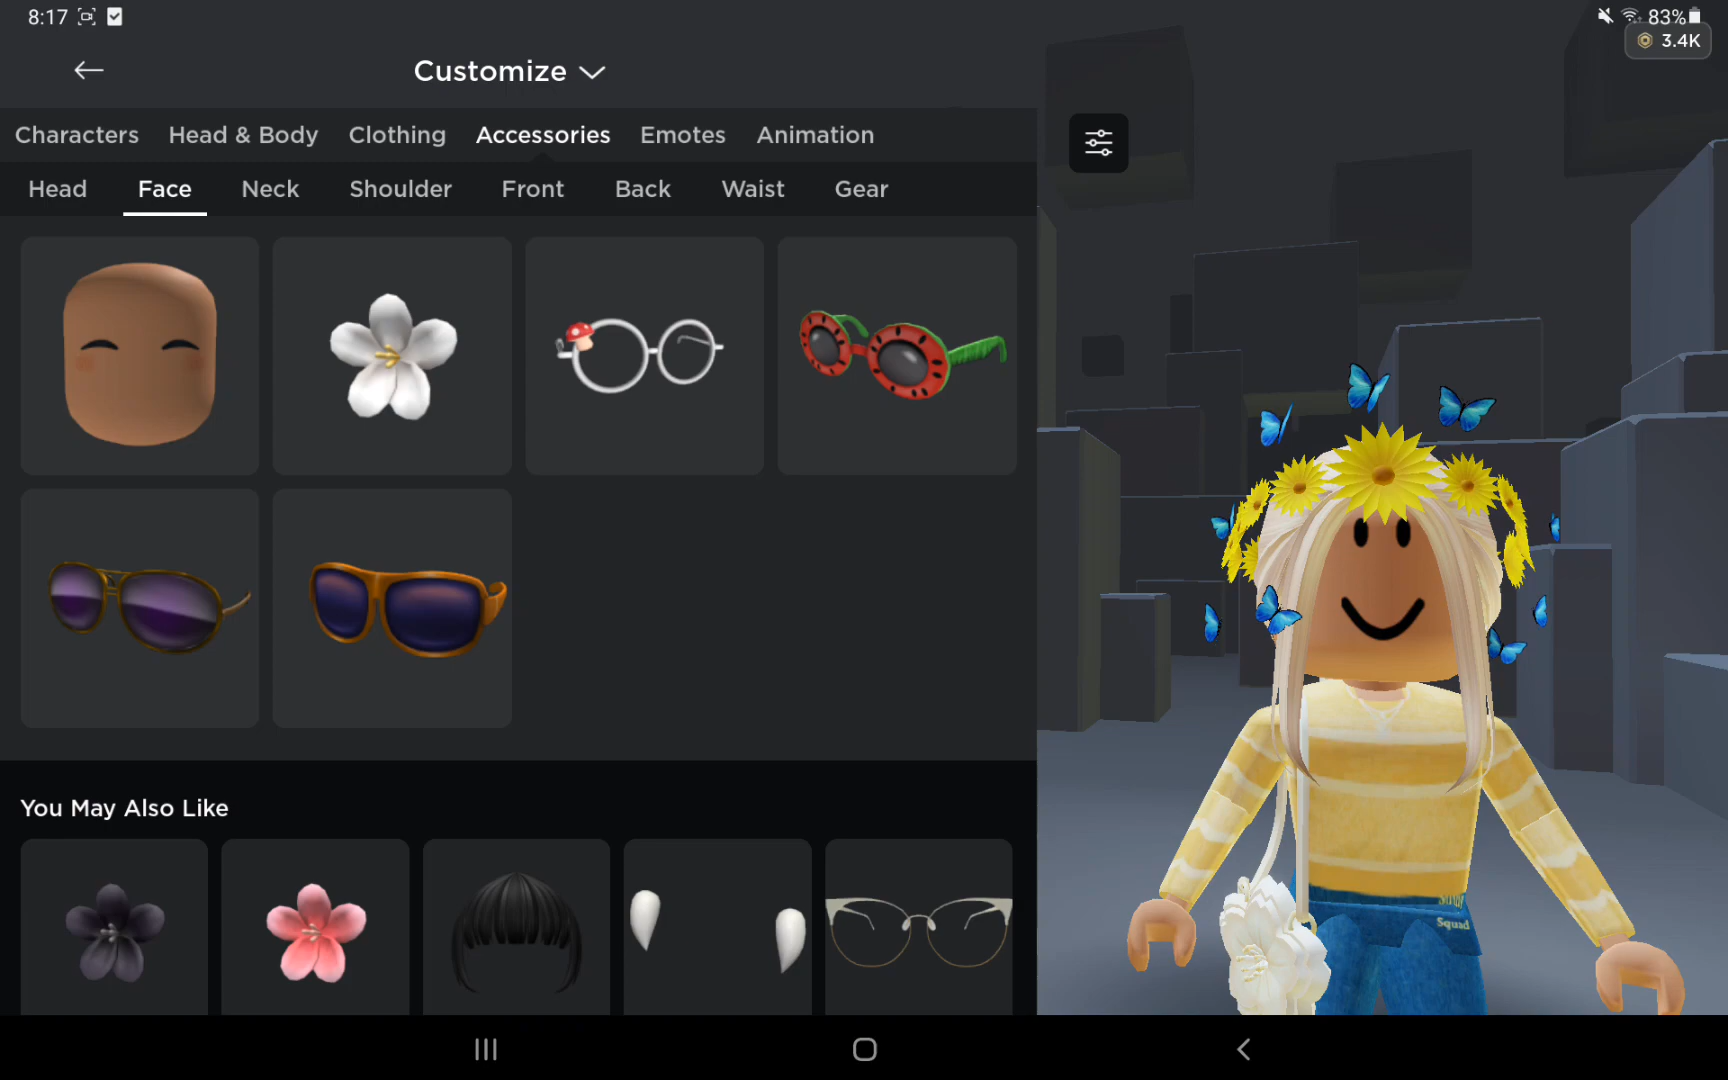 8:17
83%
3.4K
Customize
Characters Head & Body Clothing Accessories Emotes Animation
Head Face Neck Shoulder Front Back Waist Gear
You May Also Like
Squad